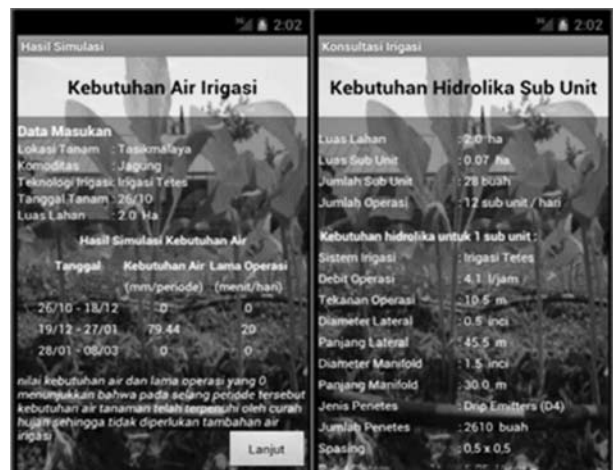 3G 2:02
Hasil Simulasi
Kebutuhan Air Irigasi
Data Masukan
Lokasi Tanam : Tasikmalaya
Komoditas : Jagung
Teknologi Irigasi: Irigasi Tetes
Tanggal Tanam : 26/10
Luas Lahan : 2.0 Ha
Hasil Simulasi Kebutuhan Air
Tanggal Kebutuhan Air Lama Operasi
(mm/periode) (menit/hari)
26/10 - 18/12 0 0
19/12 - 27/01 79.44 20
28/01 - 08/03 0 0
nilai kebutuhan air dan lama operasi yang 0
menunjukkan bahwa pada selang periode tersebut
kebutuhan air tanaman telah terpenuhi oleh curah
hujan sehingga tidak diperlukan tambahan air
irigasi
Lanjut
3G 2:02
Konsultasi Irigasi
Kebutuhan Hidrolika Sub Unit
Luas Lahan : 2.0 ha
Luas Sub Unit : 0.07 ha
Jumlah Sub Unit : 28 buah
Jumlah Operasi : 12 sub unit / hari
Kebutuhan hidrolika untuk 1 sub unit :
Sistem Irigasi : Irigasi Tetes
Debit Operasi : 4.1 l/jam
Tekanan Operasi : 10.5 m
Diameter Lateral : 0.5 inci
Panjang Lateral : 45.5 m
Diameter Manifold : 1.5 inci
Panjang Manifold : 30.0 m
Jenis Penetes : Drip Emitters (D4)
Jumlah Penetes : 2610 buah
Spasing : 0,5 x 0,5